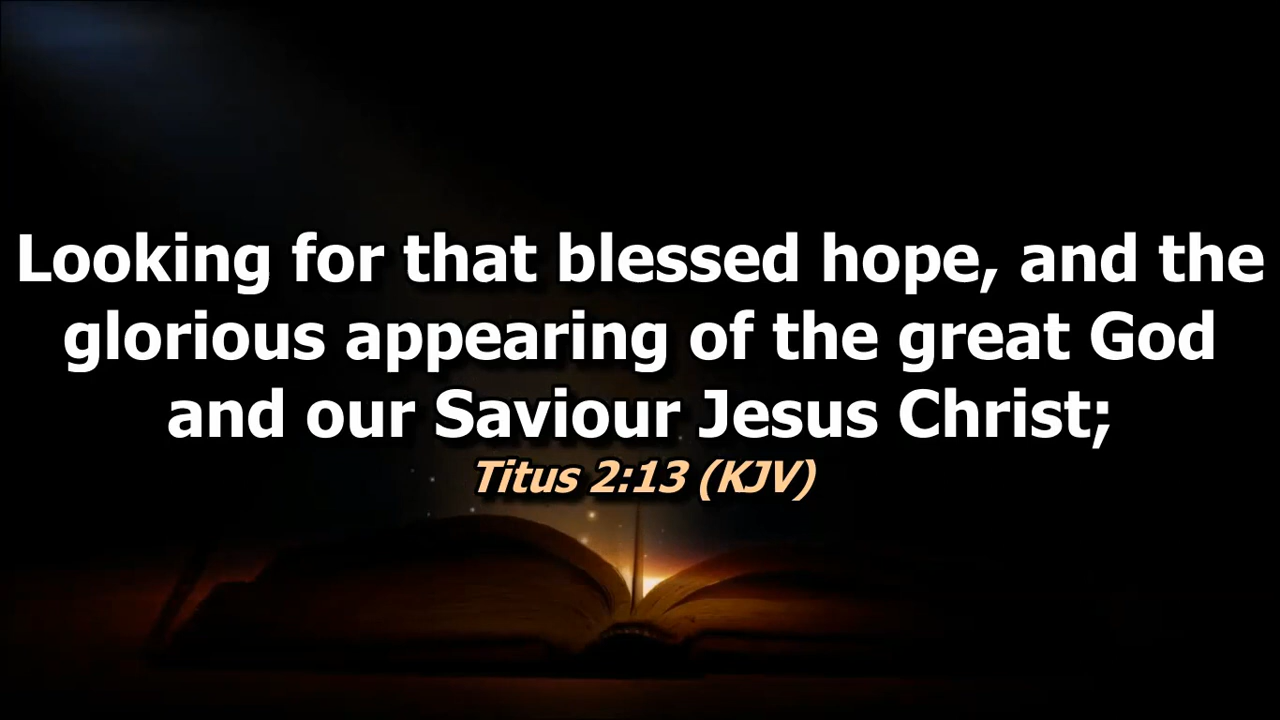 Looking for that blessed hope, and the
glorious appearing of the great God
and our Saviour Jesus Christ;
Titus 2:13 (KJV)